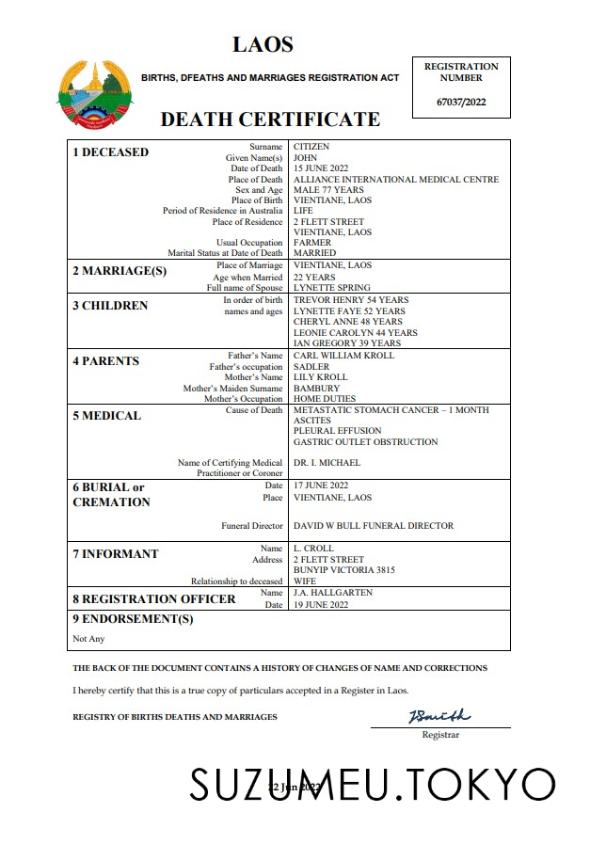 LAOS
BIRTHS, DFEATHS AND MARRIAGES REGISTRATION ACT
REGISTRATION
NUMBER
67037/2022
DEATH CERTIFICATE
1 DECEASED
Surname CITIZEN
Given Name(s) JOHN
Date of Death 15 JUNE 2022
Place of Death ALLIANCE INTERNATIONAL MEDICAL CENTRE
Sex and Age MALE 77 YEARS
Place of Birth VIENTIANE, LAOS
Period of Residence in Australia LIFE
Place of Residence 2 FLETT STREET
VIENTIANE, LAOS
Usual Occupation FARMER
Marital Status at Date of Death MARRIED
2 MARRIAGE(S)
Place of Marriage VIENTIANE, LAOS
Age when Married 22 YEARS
Full name of Spouse LYNETTE SPRING
3 CHILDREN
In order of birth TREVOR HENRY 54 YEARS
names and ages LYNETTE FAYE 52 YEARS
CHERYL ANNE 48 YEARS
LEONIE CAROLYN 44 YEARS
IAN GREGORY 39 YEARS
4 PARENTS
Father's Name CARL WILLIAM KROLL
Father's occupation SADLER
Mother's Name LILY KROLL
Mother's Maiden Surname BAMBURY
Mother's Occupation HOME DUTIES
5 MEDICAL
Cause of Death METASTATIC STOMACH CANCER – 1 MONTH
ASCITES
PLEURAL EFFUSION
GASTRIC OUTLET OBSTRUCTION
Name of Certifying Medical DR. I. MICHAEL
Practitioner or Coroner
6 BURIAL or
CREMATION
Date 17 JUNE 2022
Place VIENTIANE, LAOS
Funeral Director DAVID W BULL FUNERAL DIRECTOR
7 INFORMANT
Name L. CROLL
Address 2 FLETT STREET
BUNYIP VICTORIA 3815
Relationship to deceased WIFE
8 REGISTRATION OFFICER
Name J.A. HALLGARTEN
Date 19 JUNE 2022
9 ENDORSEMENT(S)
Not Any
THE BACK OF THE DOCUMENT CONTAINS A HISTORY OF CHANGES OF NAME AND CORRECTIONS
I hereby certify that this is a true copy of particulars accepted in a Register in Laos.
REGISTRY OF BIRTHS DEATHS AND MARRIAGES
JSmith
Registrar
22 Jun 2022
SUZUMEU.TOKYO